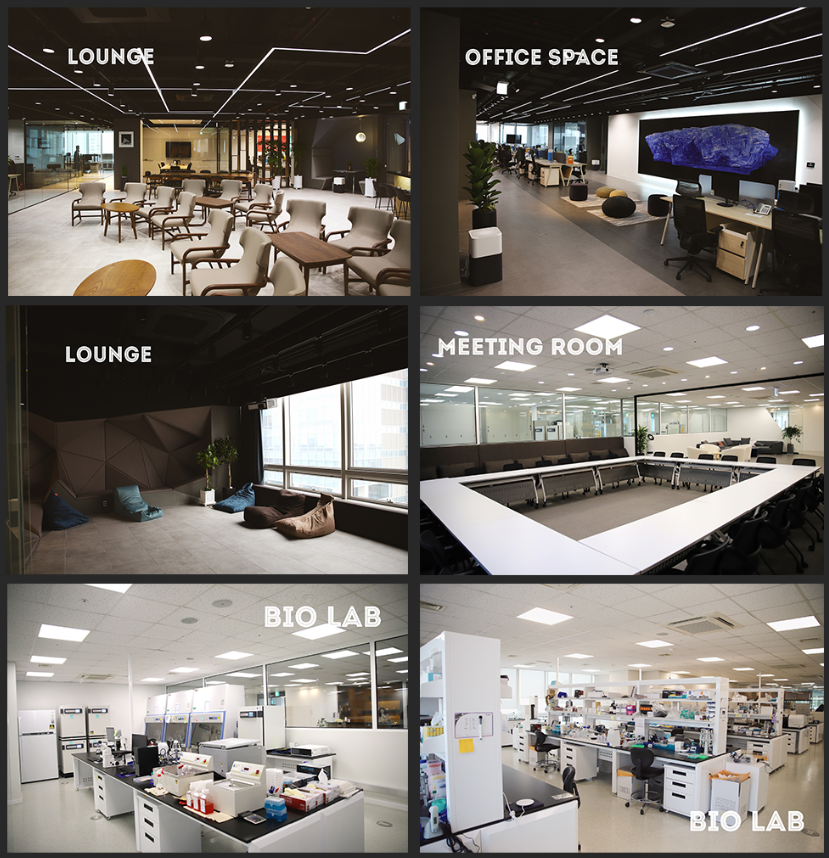 LOUNGE
OFFICE SPACE
LOUNGE
MEETING ROOM
BIO LAB
BIO LAB